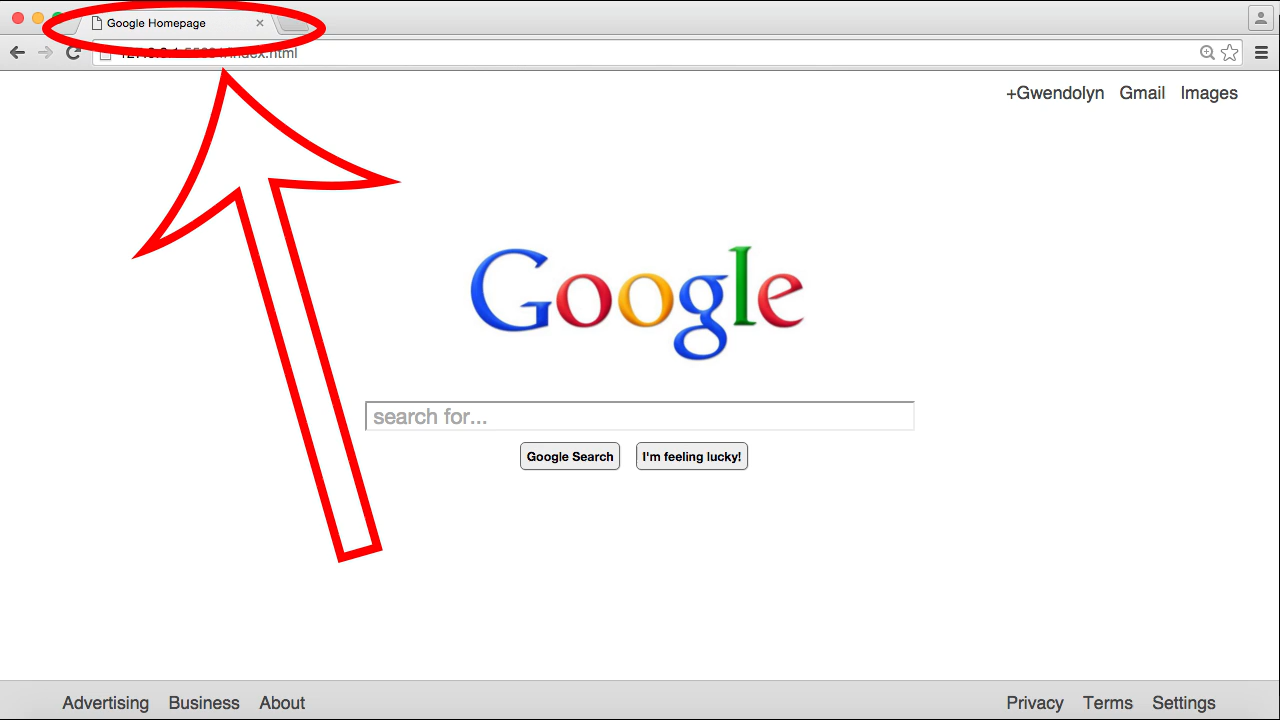 Google Homepage
index.html
+Gwendolyn Gmail Images
Google
search for...
Google Search I'm feeling lucky!
Advertising Business About Privacy Terms Settings